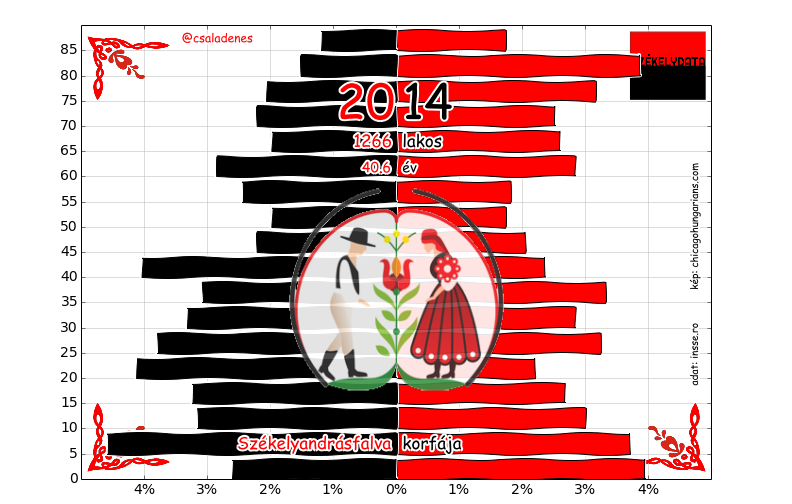 @csaladenes
SZÉKELYDATA
2014
1266 lakos
40.6 év
kép: chicagohungarians.com
adat: insse.ro
Székelyandrásfalva korfája
85
80
75
70
65
60
55
50
45
40
35
30
25
20
15
10
5
0
4% 3% 2% 1% 0% 1% 2% 3% 4%